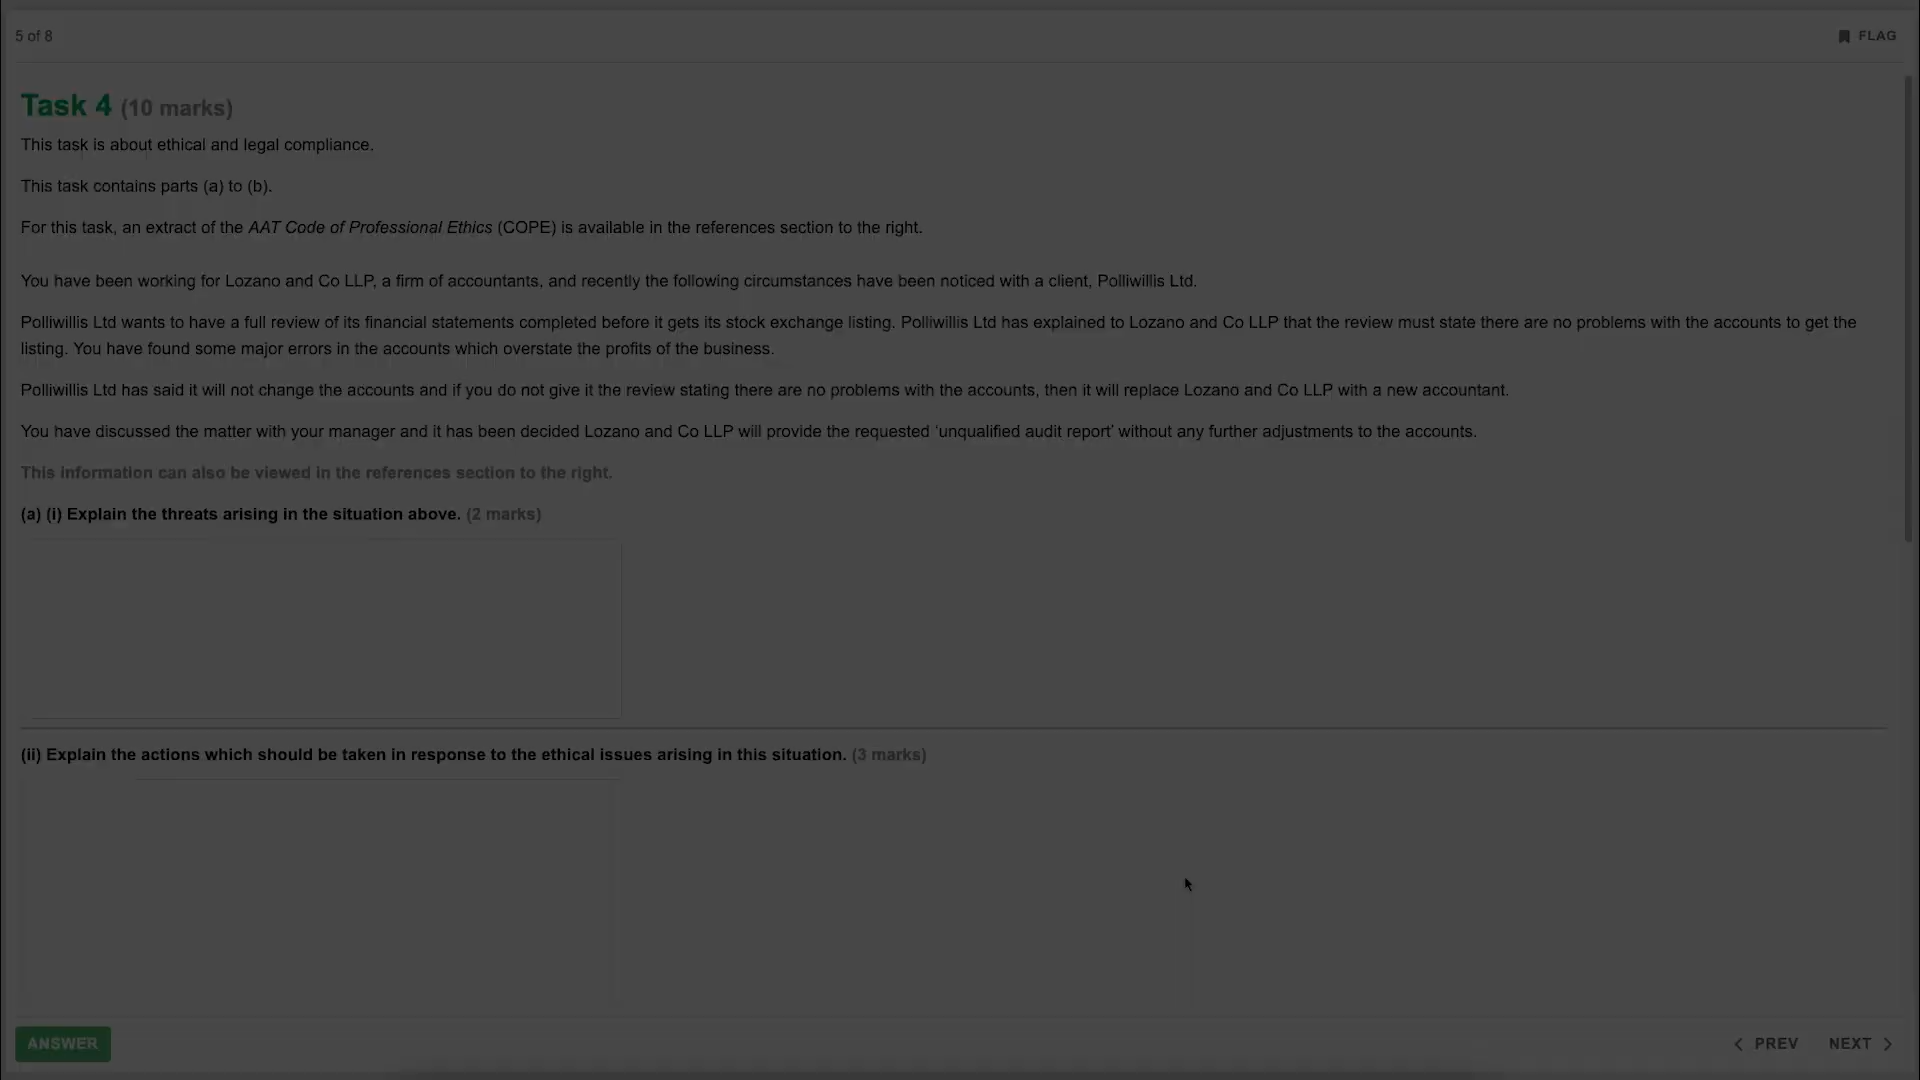 5 of 8
FLAG
Task 4 (10 marks)
This task is about ethical and legal compliance.
This task contains parts (a) to (b).
For this task, an extract of the AAT Code of Professional Ethics (COPE) is available in the references section to the right.
You have been working for Lozano and Co LLP, a firm of accountants, and recently the following circumstances have been noticed with a client, Polliwillis Ltd.
Polliwillis Ltd wants to have a full review of its financial statements completed before it gets its stock exchange listing. Polliwillis Ltd has explained to Lozano and Co LLP that the review must state there are no problems with the accounts to get the
listing. You have found some major errors in the accounts which overstate the profits of the business.
Polliwillis Ltd has said it will not change the accounts and if you do not give it the review stating there are no problems with the accounts, then it will replace Lozano and Co LLP with a new accountant.
You have discussed the matter with your manager and it has been decided Lozano and Co LLP will provide the requested ‘unqualified audit report’ without any further adjustments to the accounts.
This information can also be viewed in the references section to the right.
(a) (i) Explain the threats arising in the situation above. (2 marks)
(ii) Explain the actions which should be taken in response to the ethical issues arising in this situation. (3 marks)
ANSWER
PREV
NEXT